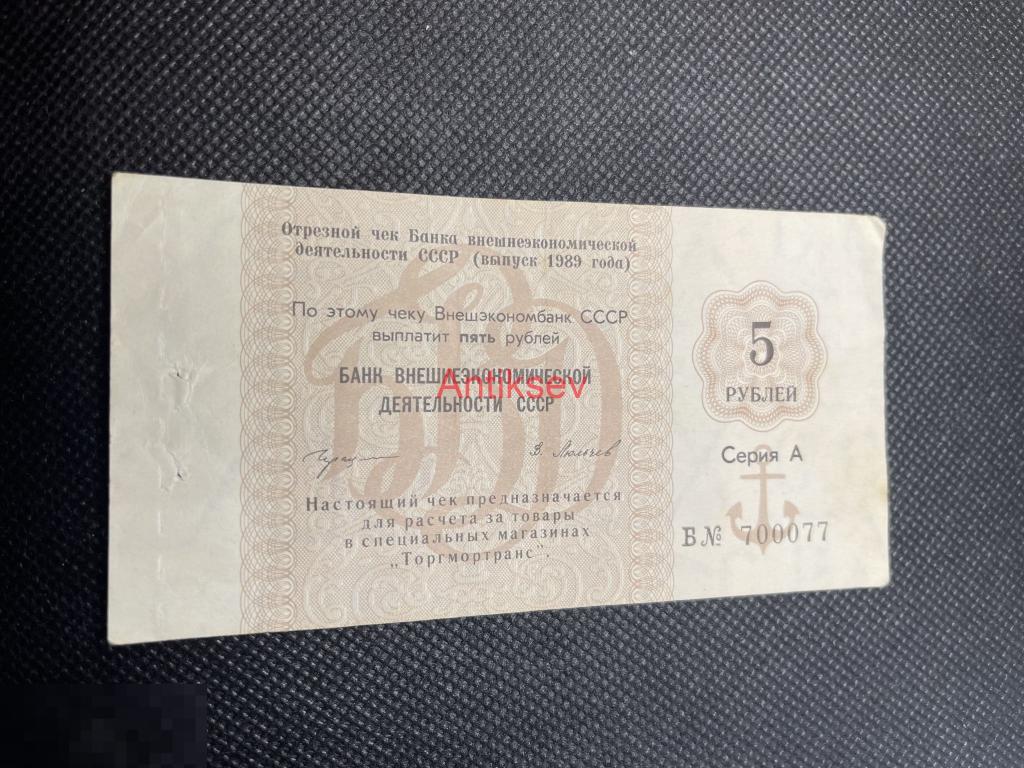 Отрезной чек Банка внешнеэкономической
деятельности СССР (выпуск 1989 года)
По этому чеку Внешэкономбанк СССР
выплатит пять рублей
БАНК ВНЕШНЕЭКОНОМИЧЕСКОЙ
ДЕЯТЕЛЬНОСТИ СССР
Antiksev
Настоящий чек предназначается
для расчета за товары
в специальных магазинах
„Торгмортранс".
5
РУБЛЕЙ
Серия А
Б№ 700077